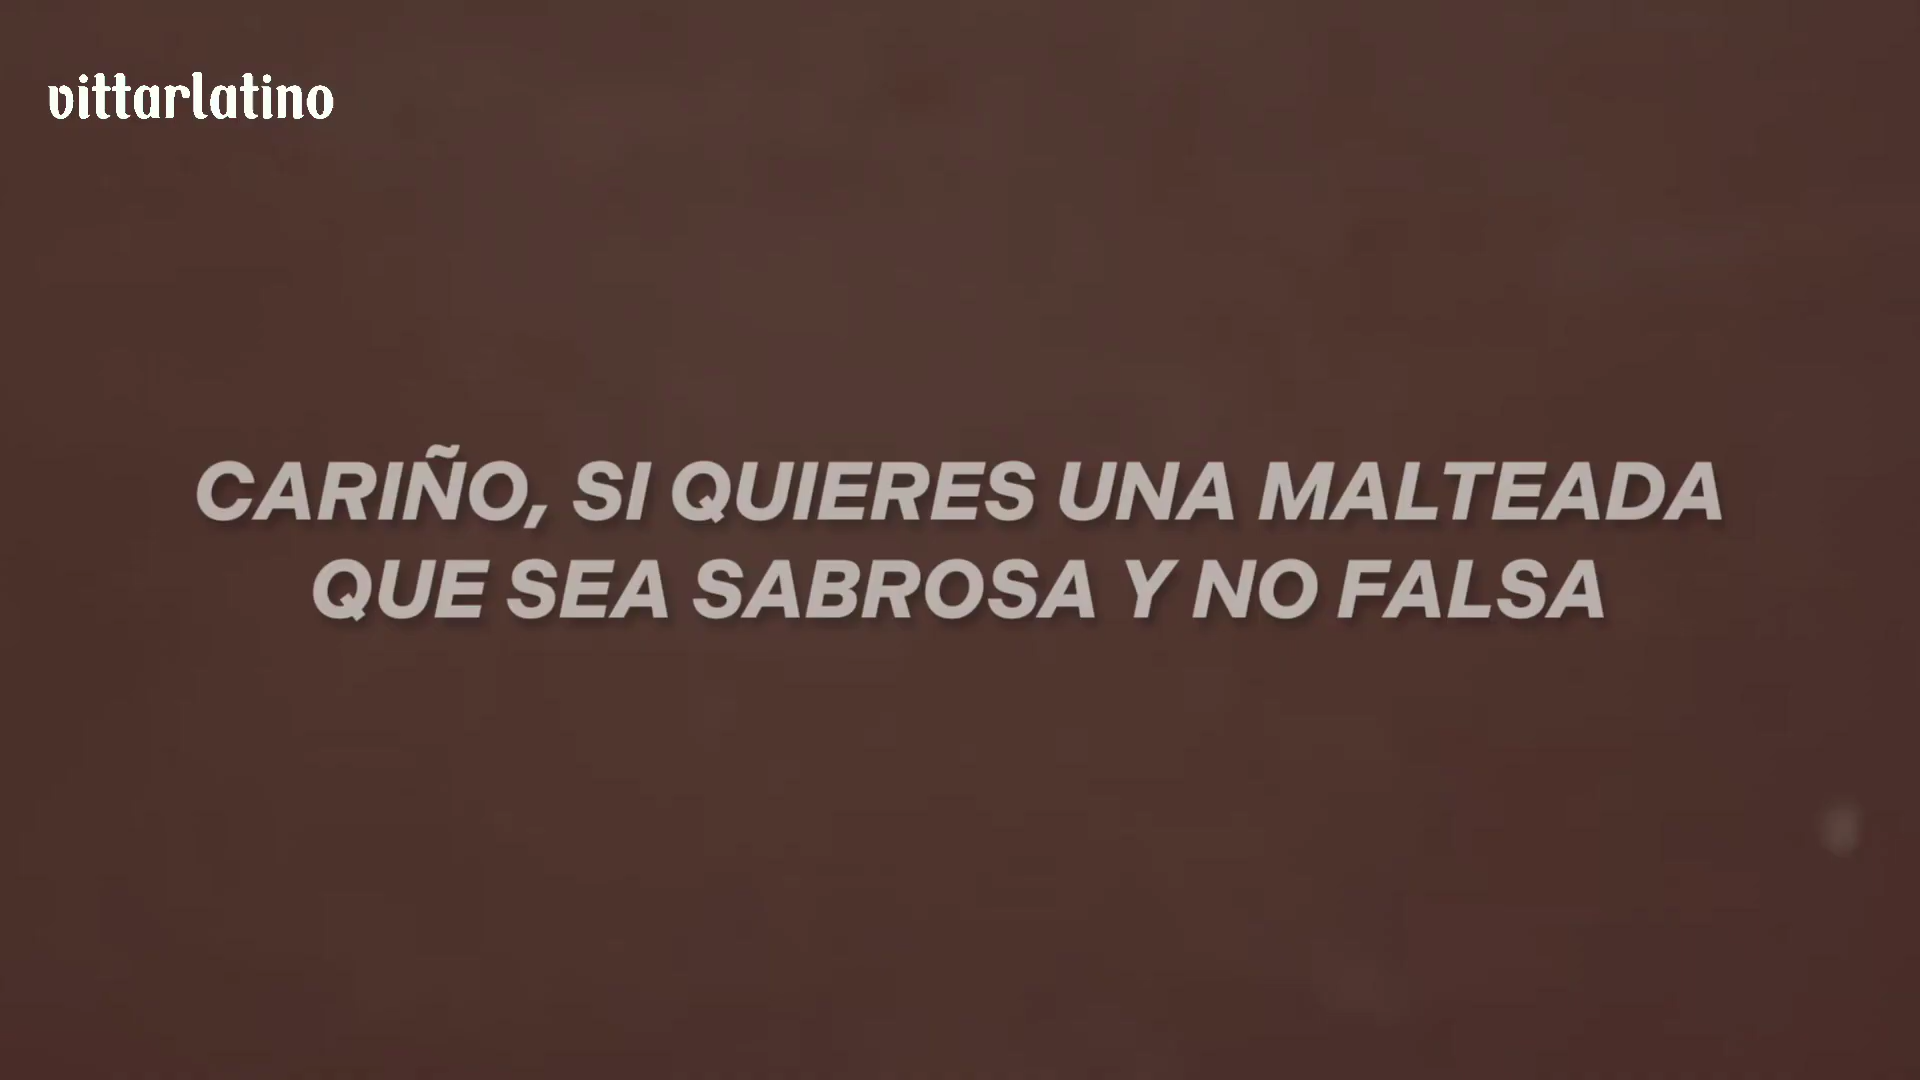 vittarlatino
CARIÑO, SI QUIERES UNA MALTEADA
QUE SEA SABROSA Y NO FALSA